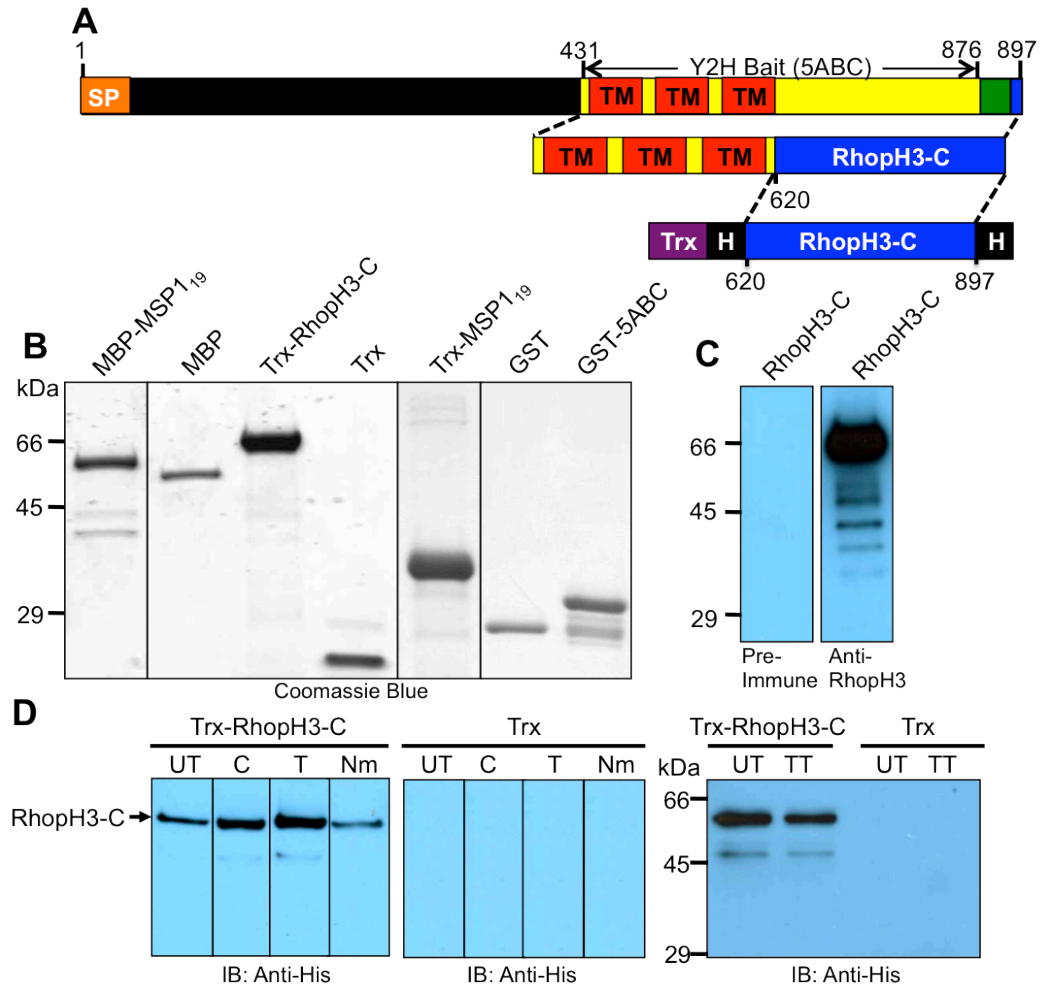 A
1 431 876 897
Y2H Bait (5ABC)
SP TM TM TM
TM TM TM RhopH3-C
620
Trx H RhopH3-C H
620 897
B
MBP-MSP1₁₉ MBP Trx-RhopH3-C Trx Trx-MSP1₁₉ GST GST-5ABC
kDa
66
45
29
Coomassie Blue
C
RhopH3-C RhopH3-C
66
45
29
Pre-
Immune
Anti-
RhopH3
D
Trx-RhopH3-C
UT C T Nm
RhopH3-C
IB: Anti-His
Trx
UT C T Nm
IB: Anti-His
Trx-RhopH3-C Trx
kDa UT TT UT TT
66
45
29
IB: Anti-His